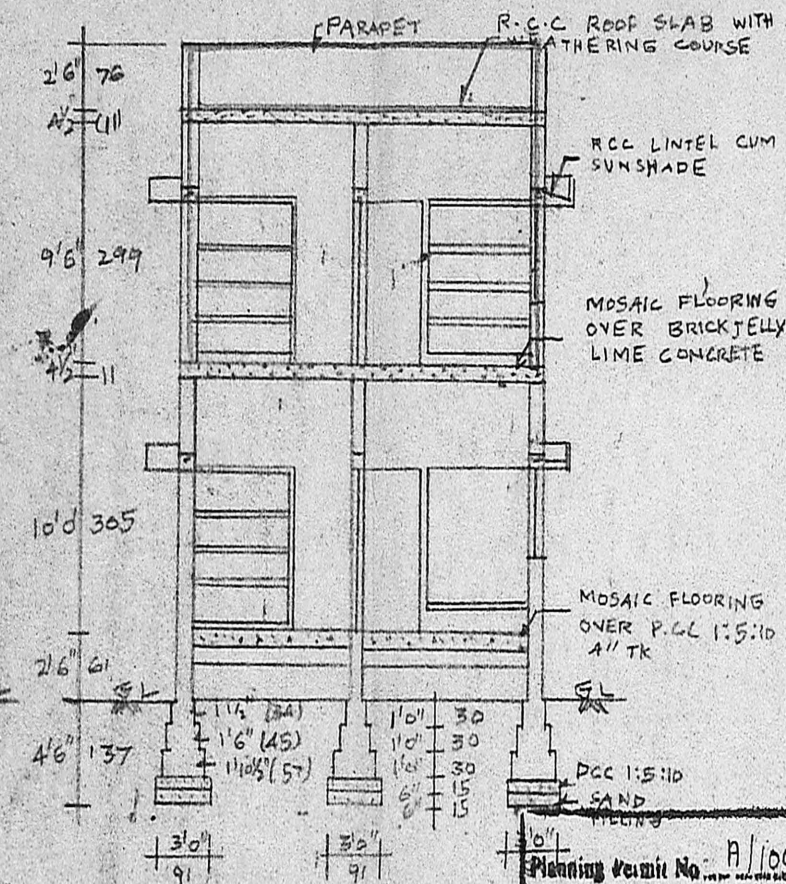 PARAPET
R.C.C ROOF SLAB WITH
WEATHERING COURSE
2'6" 76
4½ 11
RCC LINTEL CUM
SUNSHADE
9'6" 299
MOSAIC FLOORING
OVER BRICKJELLY
LIME CONCRETE
4½ 11
10'0" 305
MOSAIC FLOORING
OVER P.C.C 1:5:10
4" TK
2'6" 61
GL
GL
4'6" 137
1'6" (45)
1'10½" (57)
1'0" 30
1'0" 30
1'0" 30
6" 15
6" 15
PCC 1:5:10
SAND
FILLING
3'0"
91
3'0"
91
3'0"
Planning Permit No. A/100